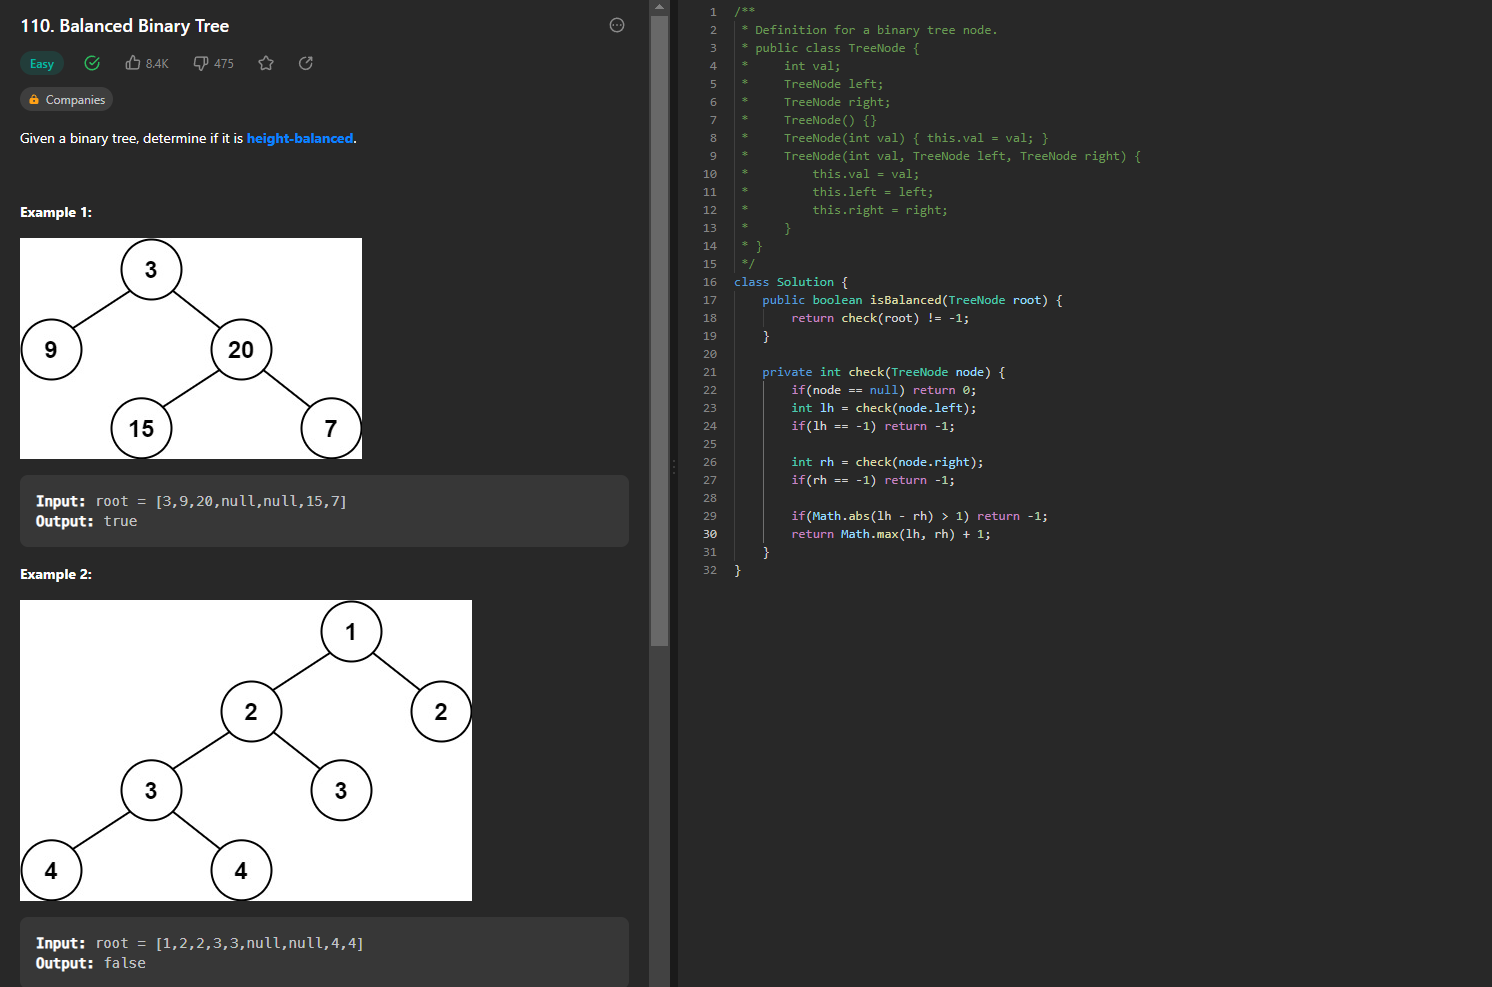 110. Balanced Binary Tree
Easy 8.4K 475
Companies
Given a binary tree, determine if it is height-balanced.
Example 1:
3
9 20
15 7
Input: root = [3,9,20,null,null,15,7]
Output: true
Example 2:
1
2 2
3 3
4 4
Input: root = [1,2,2,3,3,null,null,4,4]
Output: false
1 /**
2  * Definition for a binary tree node.
3  * public class TreeNode {
4  *     int val;
5  *     TreeNode left;
6  *     TreeNode right;
7  *     TreeNode() {}
8  *     TreeNode(int val) { this.val = val; }
9  *     TreeNode(int val, TreeNode left, TreeNode right) {
10  *         this.val = val;
11  *         this.left = left;
12  *         this.right = right;
13  *     }
14  * }
15  */
16 class Solution {
17     public boolean isBalanced(TreeNode root) {
18         return check(root) != -1;
19     }
20
21     private int check(TreeNode node) {
22         if(node == null) return 0;
23         int lh = check(node.left);
24         if(lh == -1) return -1;
25
26         int rh = check(node.right);
27         if(rh == -1) return -1;
28
29         if(Math.abs(lh - rh) > 1) return -1;
30         return Math.max(lh, rh) + 1;
31     }
32 }